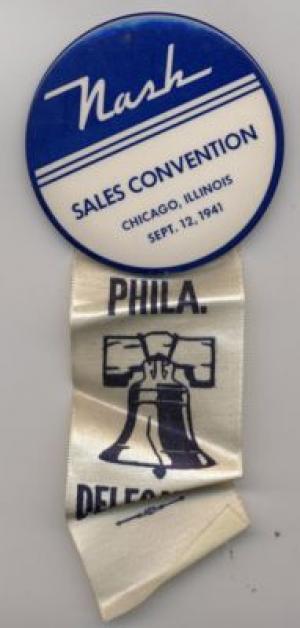 Nash
SALES CONVENTION
CHICAGO, ILLINOIS
SEPT. 12, 1941
PHILA.